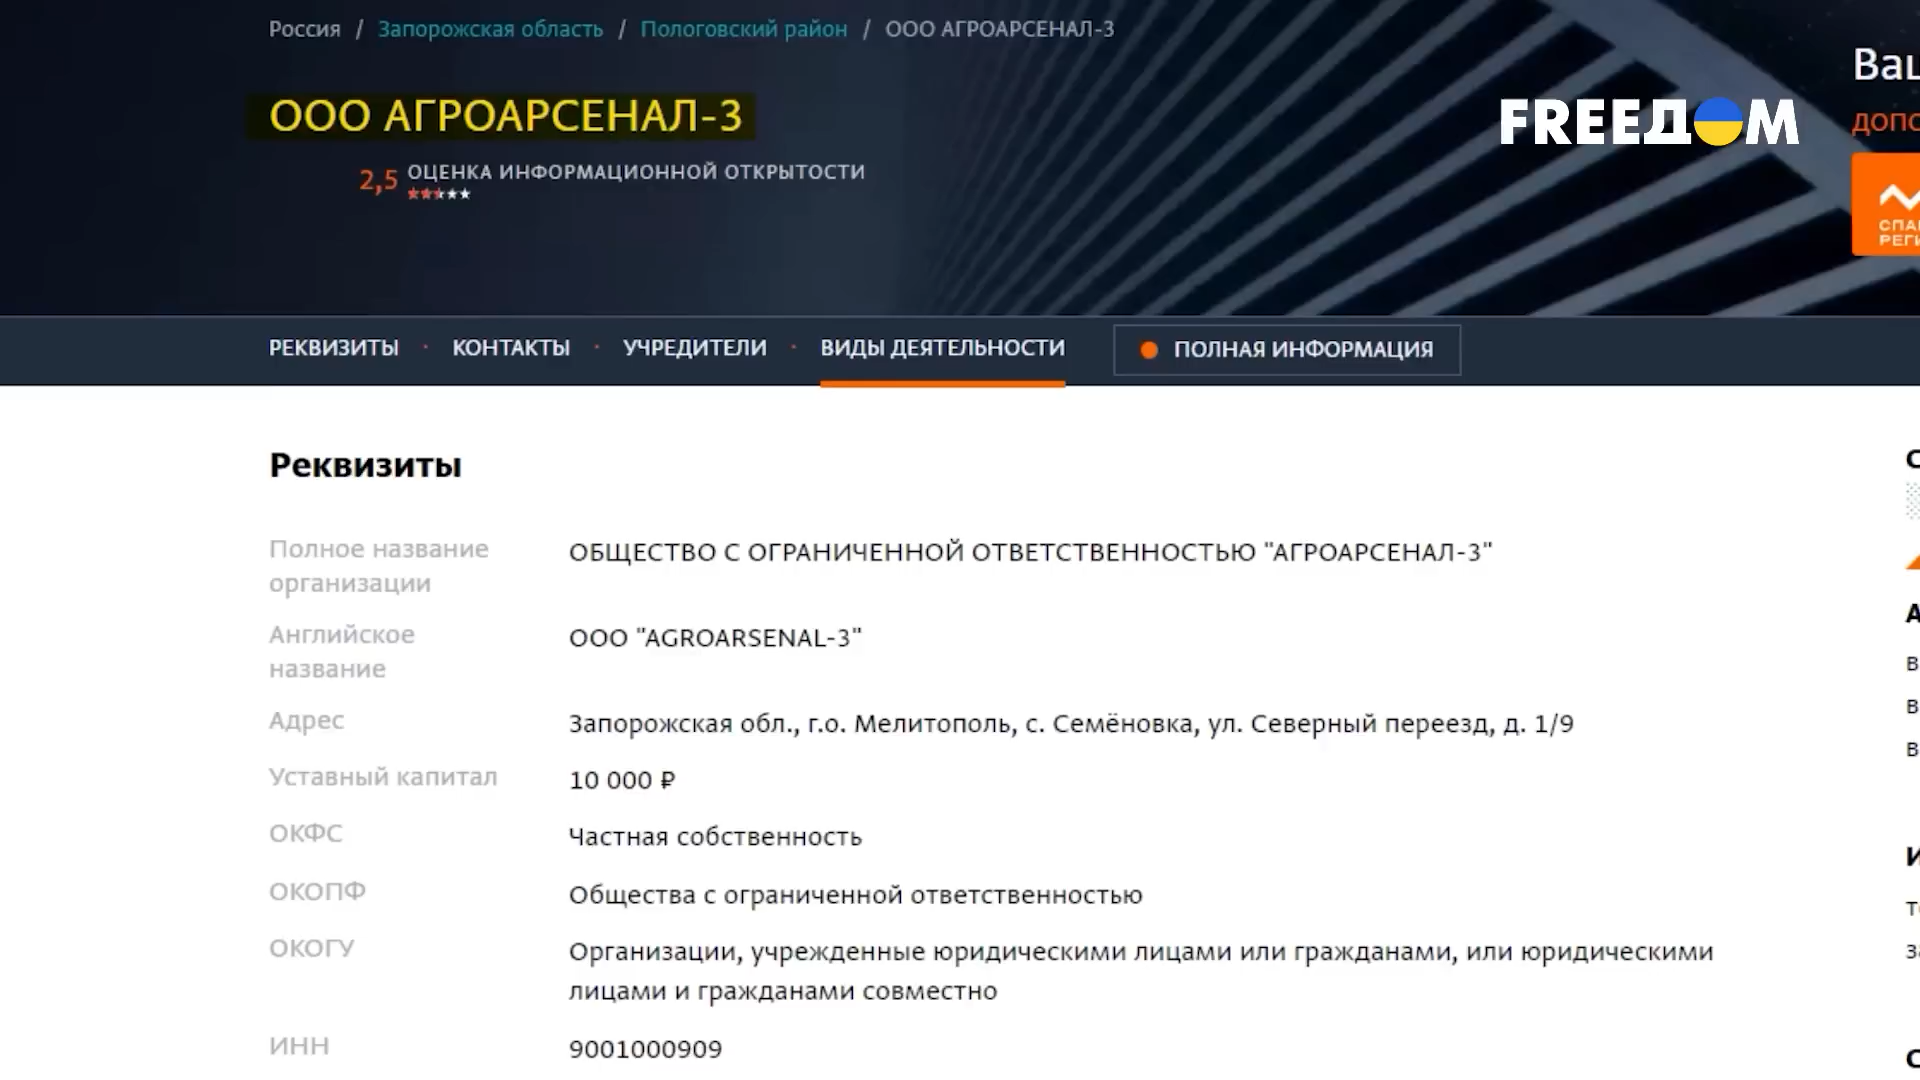 Россия / Запорожская область / Пологовский район / ООО АГРОАРСЕНАЛ-3
ООО АГРОАРСЕНАЛ-3
FREEДОМ
2,5 ОЦЕНКА ИНФОРМАЦИОННОЙ ОТКРЫТОСТИ
РЕКВИЗИТЫ · КОНТАКТЫ · УЧРЕДИТЕЛИ · ВИДЫ ДЕЯТЕЛЬНОСТИ
ПОЛНАЯ ИНФОРМАЦИЯ
Реквизиты
Полное название
организации
ОБЩЕСТВО С ОГРАНИЧЕННОЙ ОТВЕТСТВЕННОСТЬЮ "АГРОАРСЕНАЛ-3"
Английское
название
ООО "AGROARSENAL-3"
Адрес
Запорожская обл., г.о. Мелитополь, с. Семёновка, ул. Северный переезд, д. 1/9
Уставный капитал
10 000 ₽
ОКФС
Частная собственность
ОКОПФ
Общества с ограниченной ответственностью
ОКОГУ
Организации, учрежденные юридическими лицами или гражданами, или юридическими
лицами и гражданами совместно
ИНН
9001000909